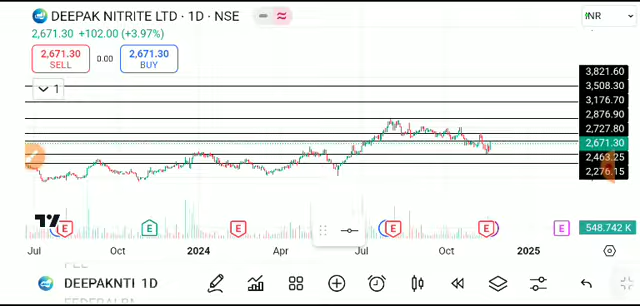 DEEPAK NITRITE LTD · 1D · NSE
INR
2,671.30 +102.00 (+3.97%)
2,671.30 SELL
0.00
2,671.30 BUY
1
3,821.60
3,508.30
3,176.70
2,876.90
2,727.80
2,671.30
2,463.25
2,276.15
548.742 K
E
E
E
E
E
E
Jul
Oct
2024
Apr
Jul
Oct
2025
DEEPAKNTI 1D